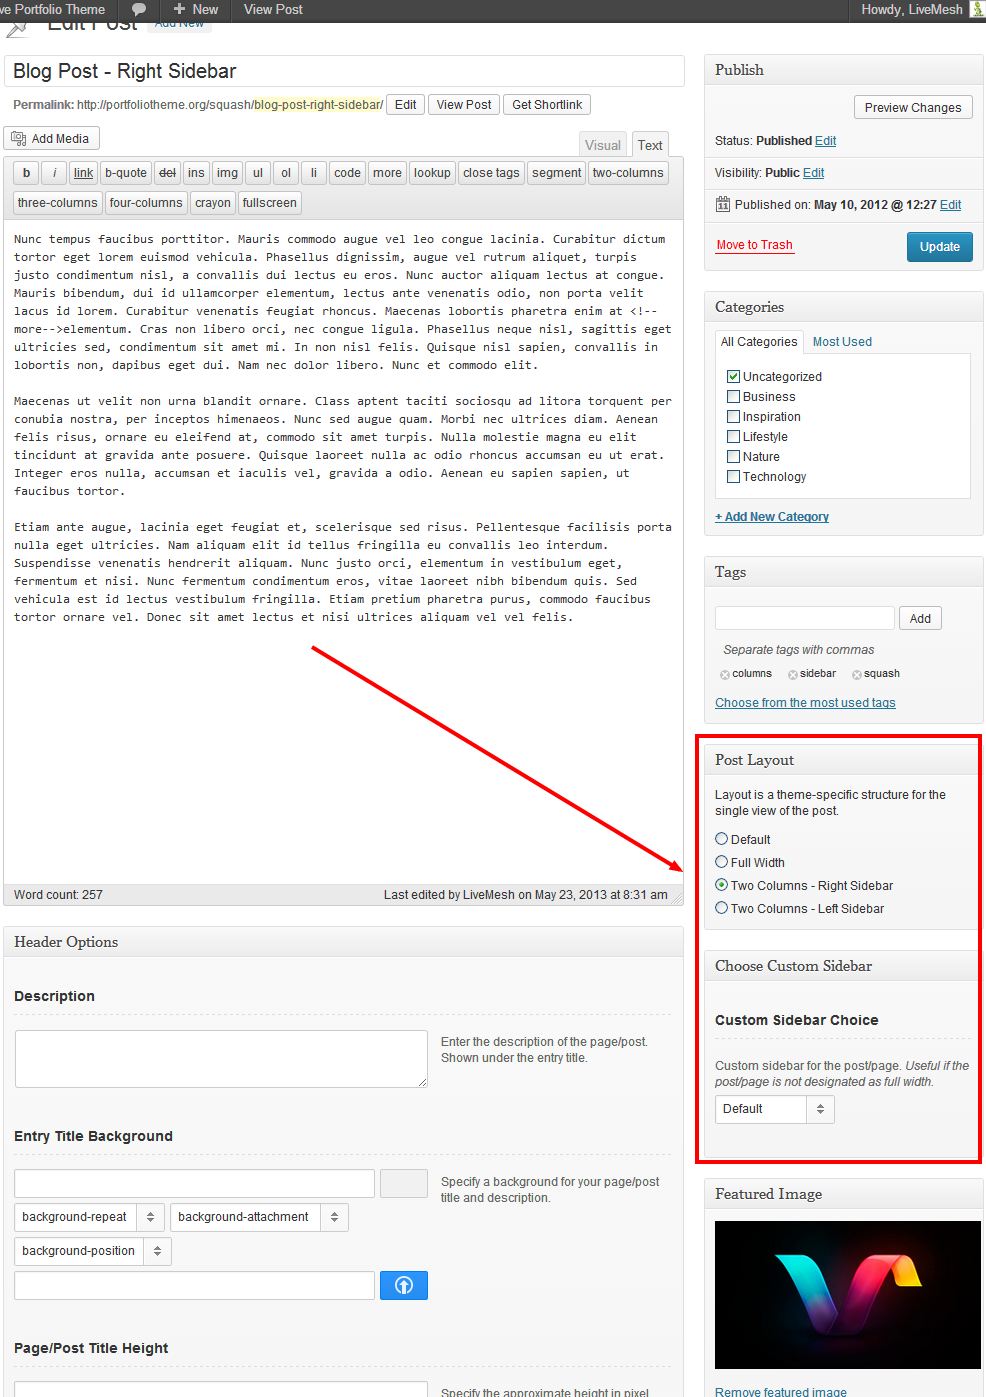 ve Portfolio Theme
New
View Post
Howdy, LiveMesh
Edit Post
Add New
Blog Post - Right Sidebar
Permalink: http://portfoliotheme.org/squash/blog-post-right-sidebar/ Edit View Post Get Shortlink
Add Media
Visual Text
b i link b-quote del ins img ul ol li code more lookup close tags segment two-columns
three-columns four-columns crayon fullscreen
Nunc tempus faucibus porttitor. Mauris commodo augue vel leo congue lacinia. Curabitur dictum
tortor eget lorem euismod vehicula. Phasellus dignissim, augue vel rutrum aliquet, turpis
justo condimentum nisl, a convallis dui lectus eu eros. Nunc auctor aliquam lectus at congue.
Mauris bibendum, dui id ullamcorper elementum, lectus ante venenatis odio, non porta velit
lacus id lorem. Curabitur venenatis feugiat rhoncus. Maecenas lobortis pharetra enim at <!--
more-->elementum. Cras non libero orci, nec congue ligula. Phasellus neque nisl, sagittis eget
ultricies sed, condimentum sit amet mi. In non nisl felis. Quisque nisl sapien, convallis in
lobortis non, dapibus eget dui. Nam nec dolor libero. Nunc et commodo elit.
Maecenas ut velit non urna blandit ornare. Class aptent taciti sociosqu ad litora torquent per
conubia nostra, per inceptos himenaeos. Nunc sed augue quam. Morbi nec ultrices diam. Aenean
felis risus, ornare eu eleifend at, commodo sit amet turpis. Nulla molestie magna eu elit
tincidunt at gravida ante posuere. Quisque laoreet nulla ac odio rhoncus accumsan eu ut erat.
Integer eros nulla, accumsan et iaculis vel, gravida a odio. Aenean eu sapien sapien, ut
faucibus tortor.
Etiam ante augue, lacinia eget feugiat et, scelerisque sed risus. Pellentesque facilisis porta
nulla eget ultricies. Nam aliquam elit id tellus fringilla eu convallis leo interdum.
Suspendisse venenatis hendrerit aliquam. Nunc justo orci, elementum in vestibulum eget,
fermentum et nisi. Nunc fermentum condimentum eros, vitae laoreet nibh bibendum quis. Sed
vehicula est id lectus vestibulum fringilla. Etiam pretium pharetra purus, commodo faucibus
tortor ornare vel. Donec sit amet lectus et nisi ultrices aliquam vel vel felis.
Word count: 257
Last edited by LiveMesh on May 23, 2013 at 8:31 am
Header Options
Description
Enter the description of the page/post.
Shown under the entry title.
Entry Title Background
Specify a background for your page/post
title and description.
background-repeat
background-attachment
background-position
Page/Post Title Height
Specify the approximate height in pixel
Publish
Preview Changes
Status: Published Edit
Visibility: Public Edit
11 Published on: May 10, 2012 @ 12:27 Edit
Move to Trash
Update
Categories
All Categories Most Used
Uncategorized
Business
Inspiration
Lifestyle
Nature
Technology
+ Add New Category
Tags
Add
Separate tags with commas
columns sidebar squash
Choose from the most used tags
Post Layout
Layout is a theme-specific structure for the
single view of the post.
Default
Full Width
Two Columns - Right Sidebar
Two Columns - Left Sidebar
Choose Custom Sidebar
Custom Sidebar Choice
Custom sidebar for the post/page. Useful if the
post/page is not designated as full width.
Default
Featured Image
Remove featured image